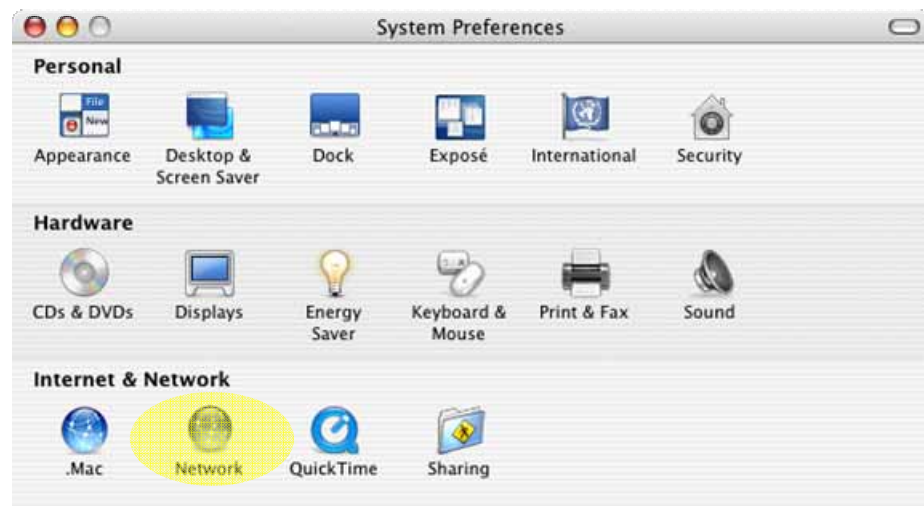 System Preferences
Personal
File
New
Appearance
Desktop &
Screen Saver
Dock
Exposé
International
Security
Hardware
CDs & DVDs
Displays
Energy
Saver
Keyboard &
Mouse
Print & Fax
Sound
Internet & Network
.Mac
Network
QuickTime
Sharing